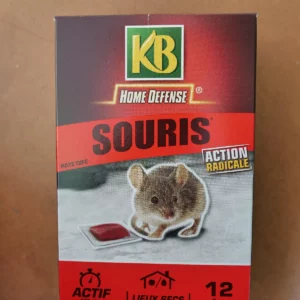 KB
HOME DEFENSE®
SOURIS
ACTION
RADICALE
ACTIF
LIEUX SECS
12